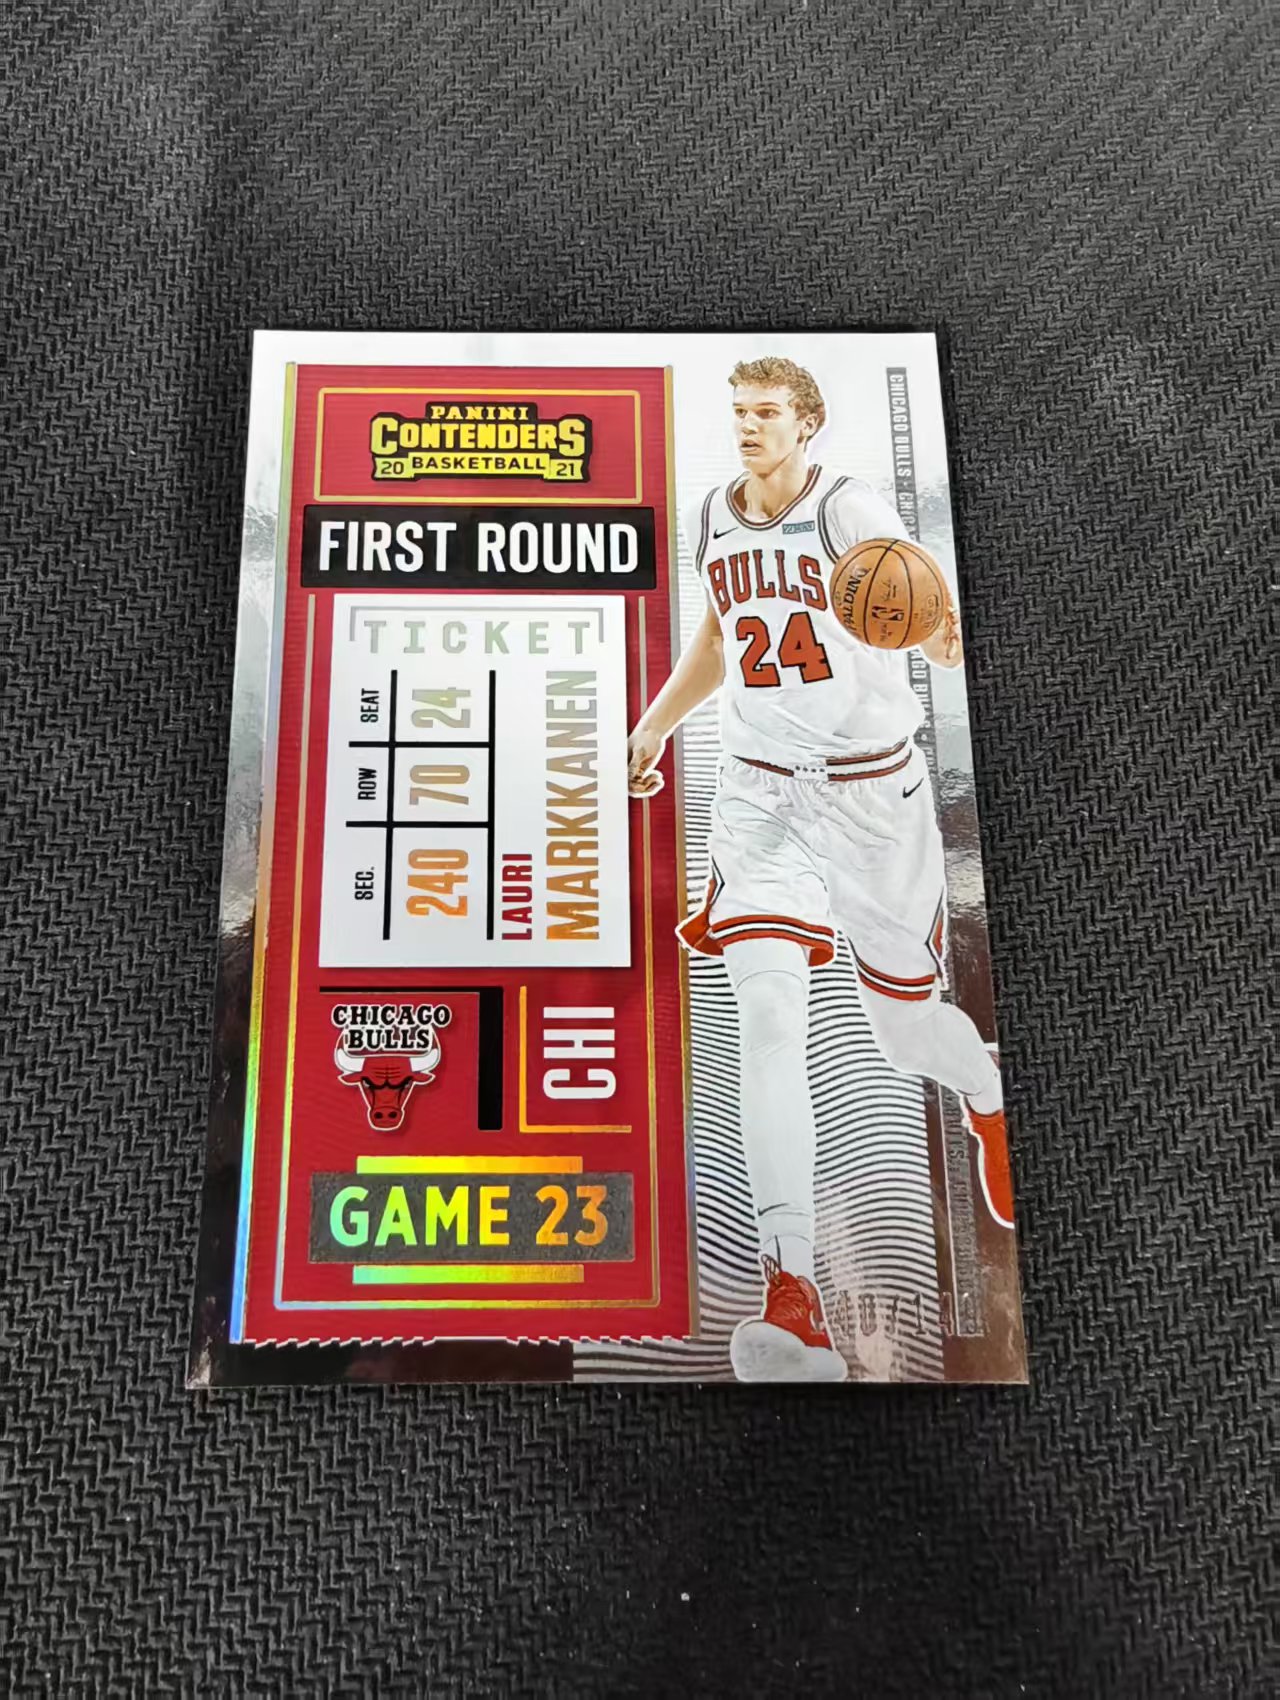 PANINI
CONTENDERS
20 BASKETBALL 21
FIRST ROUND
TICKET
SEC. ROW SEAT
240 70 24
LAURI
MARKKANEN
CHICAGO
BULLS
CHI
GAME 23
BULLS
24
SPALDING
CHICAGO BULLS